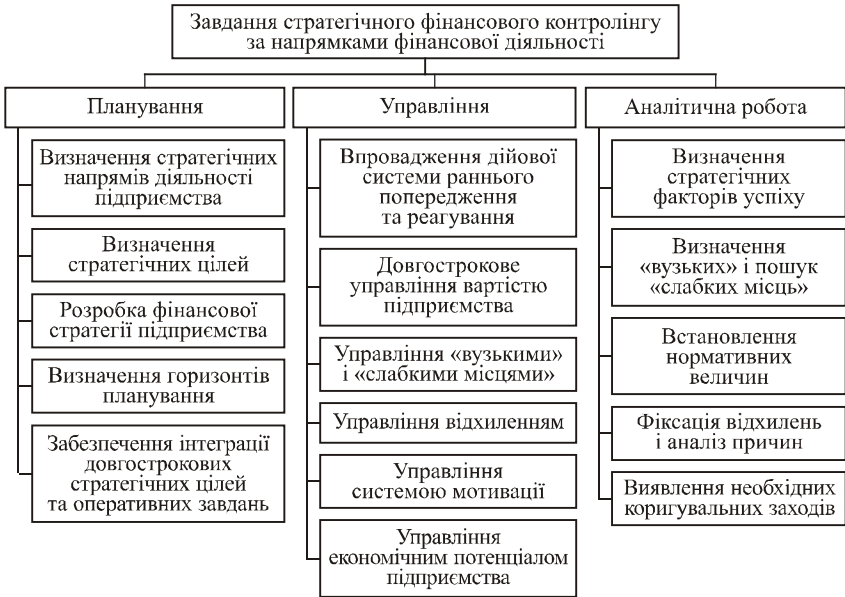 Завдання стратегічного фінансового контролінгу
за напрямками фінансової діяльності
Планування
Визначення стратегічних
напрямів діяльності
підприємства
Визначення
стратегічних цілей
Розробка фінансової
стратегії підприємства
Визначення горизонтів
планування
Забезпечення інтеграції
довгострокових
стратегічних цілей
та оперативних завдань
Управління
Впровадження дійової
системи раннього
попередження
та реагування
Довгострокове
управління вартістю
підприємства
Управління «вузькими»
і «слабкими місцями»
Управління відхиленням
Управління
системою мотивації
Управління
економічним потенціалом
підприємства
Аналітична робота
Визначення
стратегічних
факторів успіху
Визначення
«вузьких» і пошук
«слабких місць»
Встановлення
нормативних
величин
Фіксація відхилень
і аналіз причин
Виявлення необхідних
коригувальних заходів